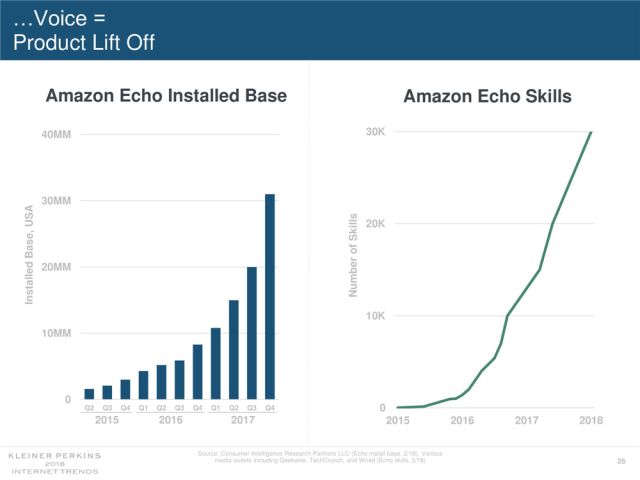 …Voice =
Product Lift Off
Amazon Echo Installed Base
40MM
30MM
20MM
10MM
0
Installed Base, USA
Q2 Q3 Q4 Q1 Q2 Q3 Q4 Q1 Q2 Q3 Q4
2015 2016 2017
Amazon Echo Skills
30K
20K
10K
0
Number of Skills
2015 2016 2017 2018
KLEINER PERKINS
2018
INTERNET TRENDS
Source: Consumer Intelligence Research Partners LLC (Echo install base, 2/18), Various
media outlets including Geekwire, TechCrunch, and Wired (Echo skills, 3/18)
26